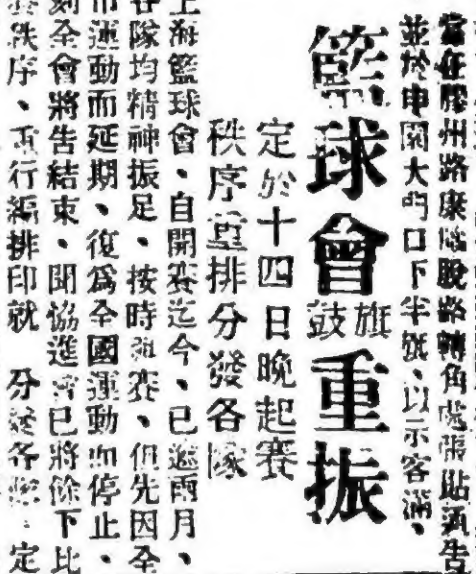 當在膠州路康腦脫路轉角處張貼通告
並於申園大門口下半旗、以示客滿、
籃球會旗鼓重振
定於十四日晚起賽
秩序重排分發各隊
上海籃球會、自開賽迄今、已逾兩月、
各隊均精神振足、按時與賽、但先因全
市運動而延期、復爲全國運動而停止、
刻全會將告結束、聞協進會已將餘下比
賽秩序、重行編排印就 分發各隊 定